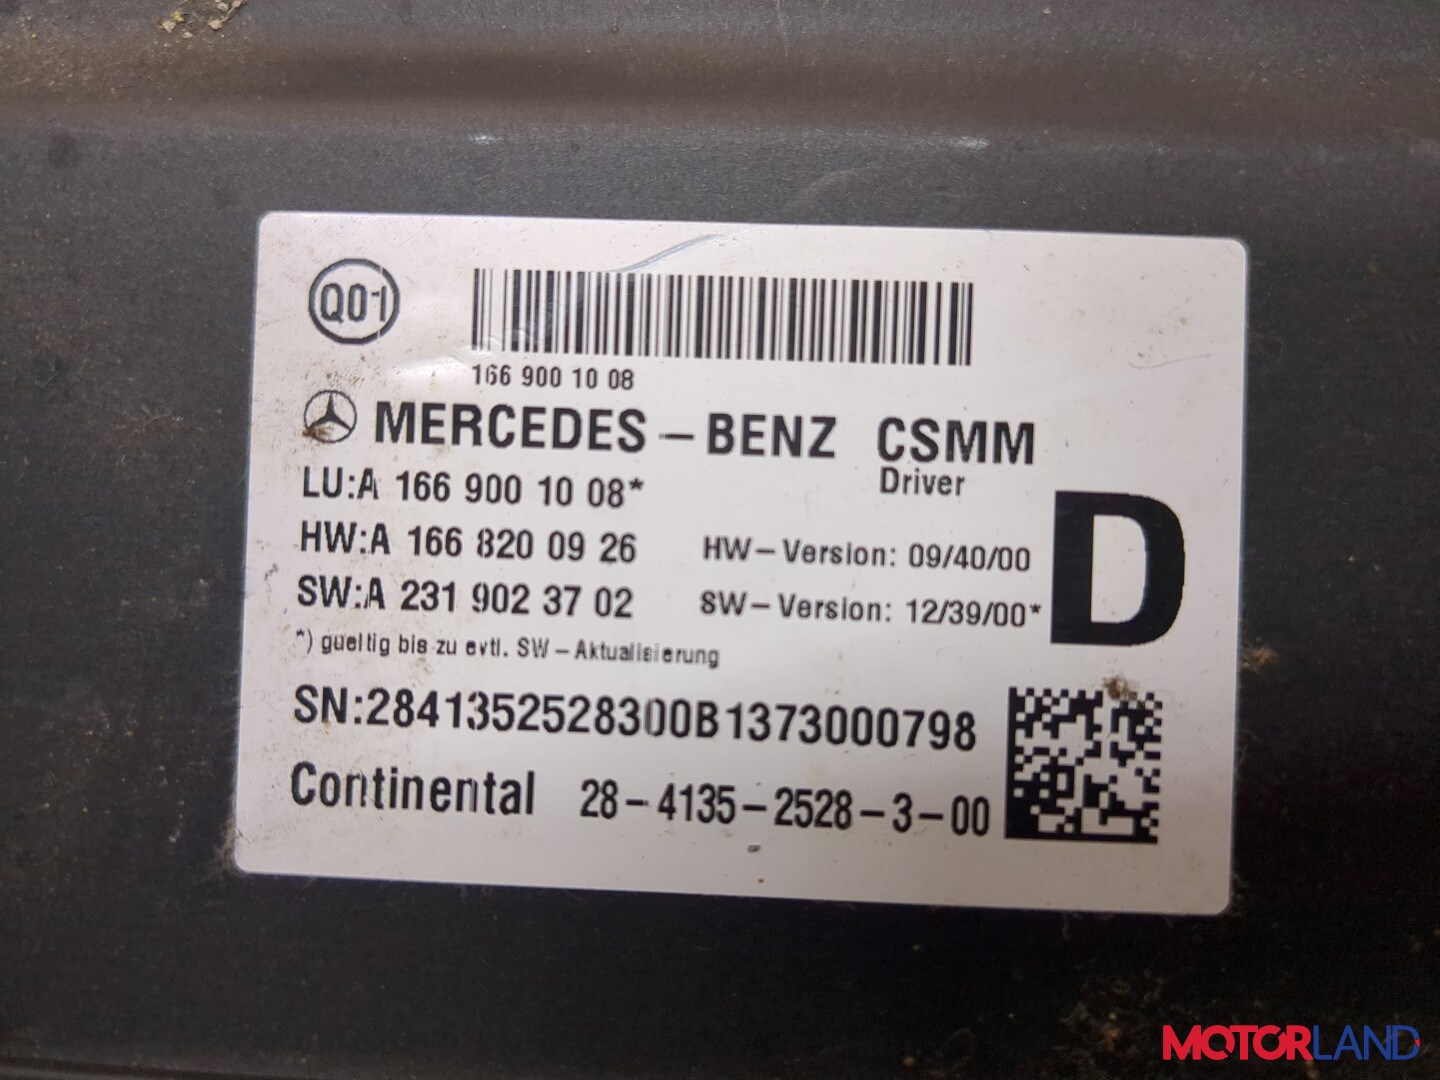 Q01
166 900 10 08
MERCEDES-BENZ CSMM
Driver
LU:A 166 900 10 08*
HW:A 166 820 09 26 HW-Version: 09/40/00
SW:A 231 902 37 02 SW-Version: 12/39/00*
D
*) gueltig bis zu evtl. SW-Aktualisierung
SN:2841352528300B1373000798
Continental 28-4135-2528-3-00
MOTORLAND